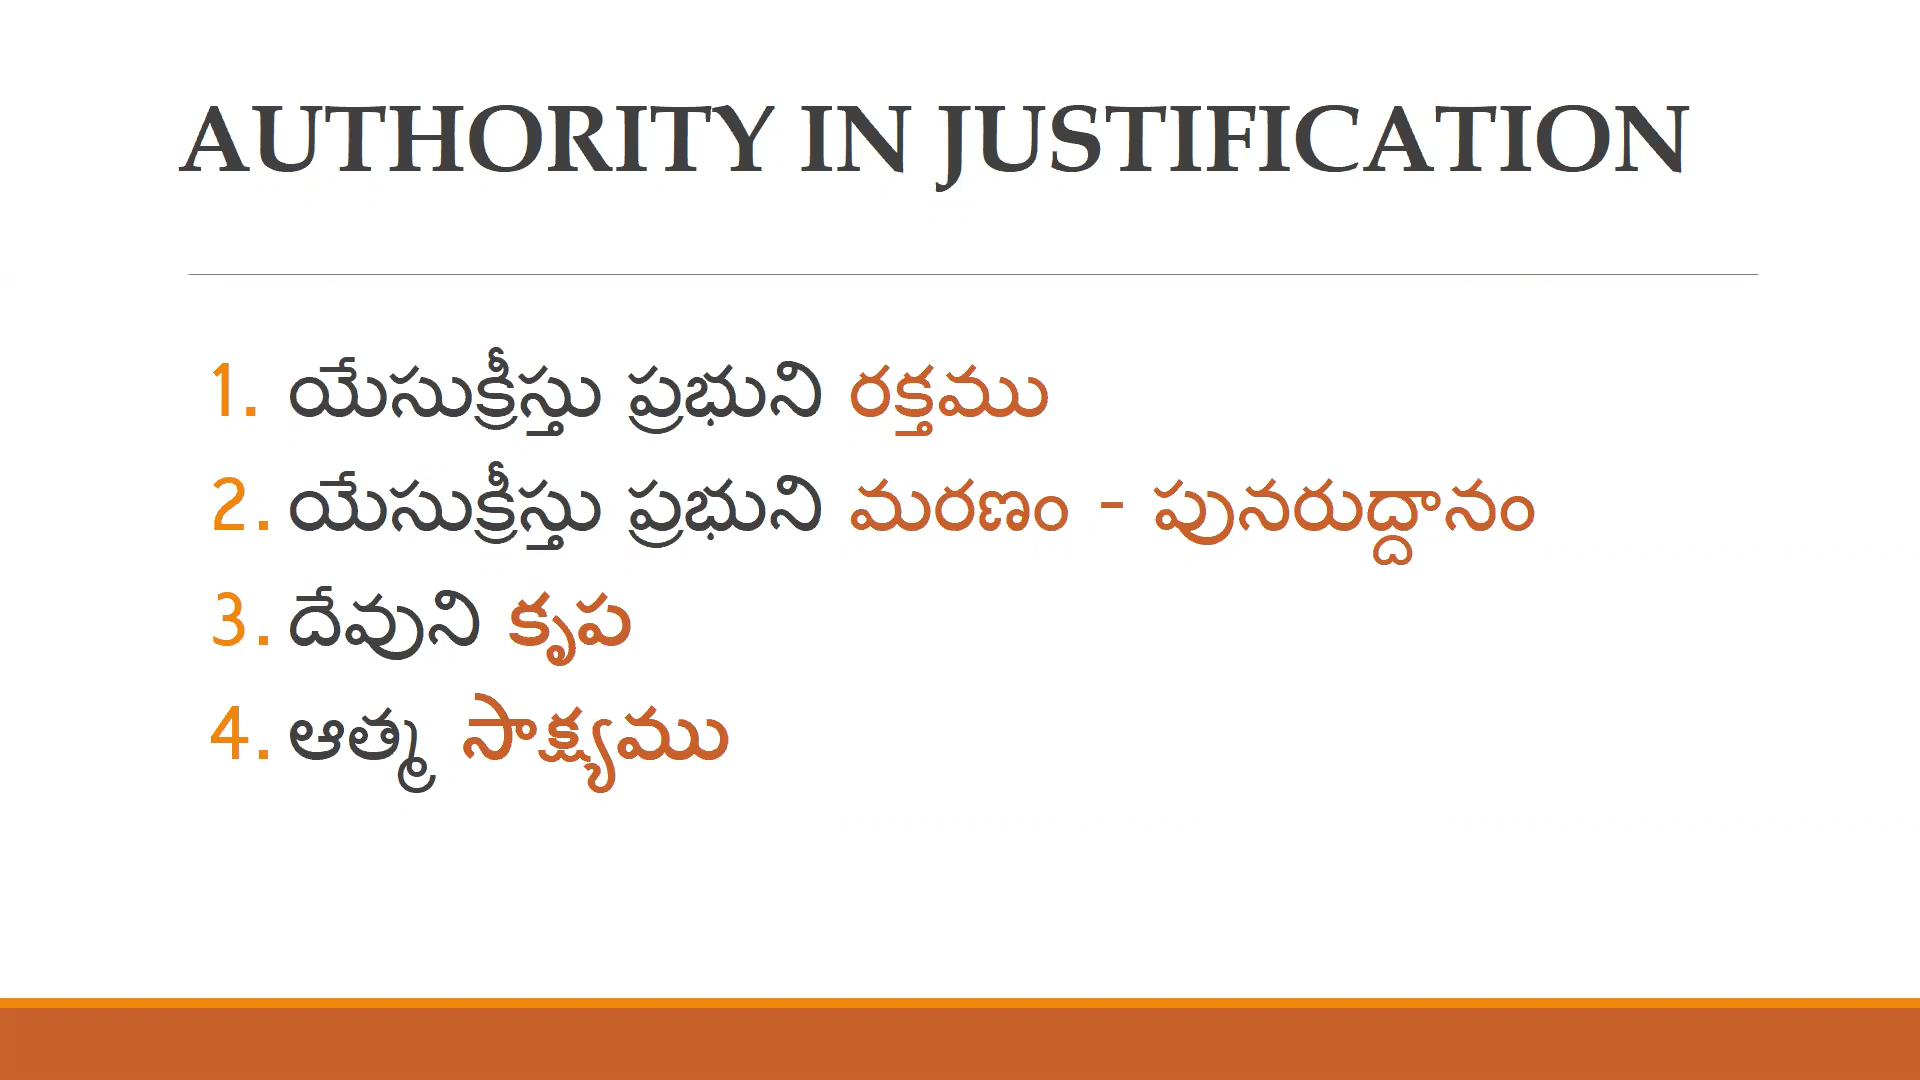 AUTHORITY IN JUSTIFICATION
1. యేసుక్రీస్తు ప్రభుని రక్తము
2. యేసుక్రీస్తు ప్రభుని మరణం - పునరుద్దానం
3. దేవుని కృప
4. ఆత్మ సాక్ష్యము